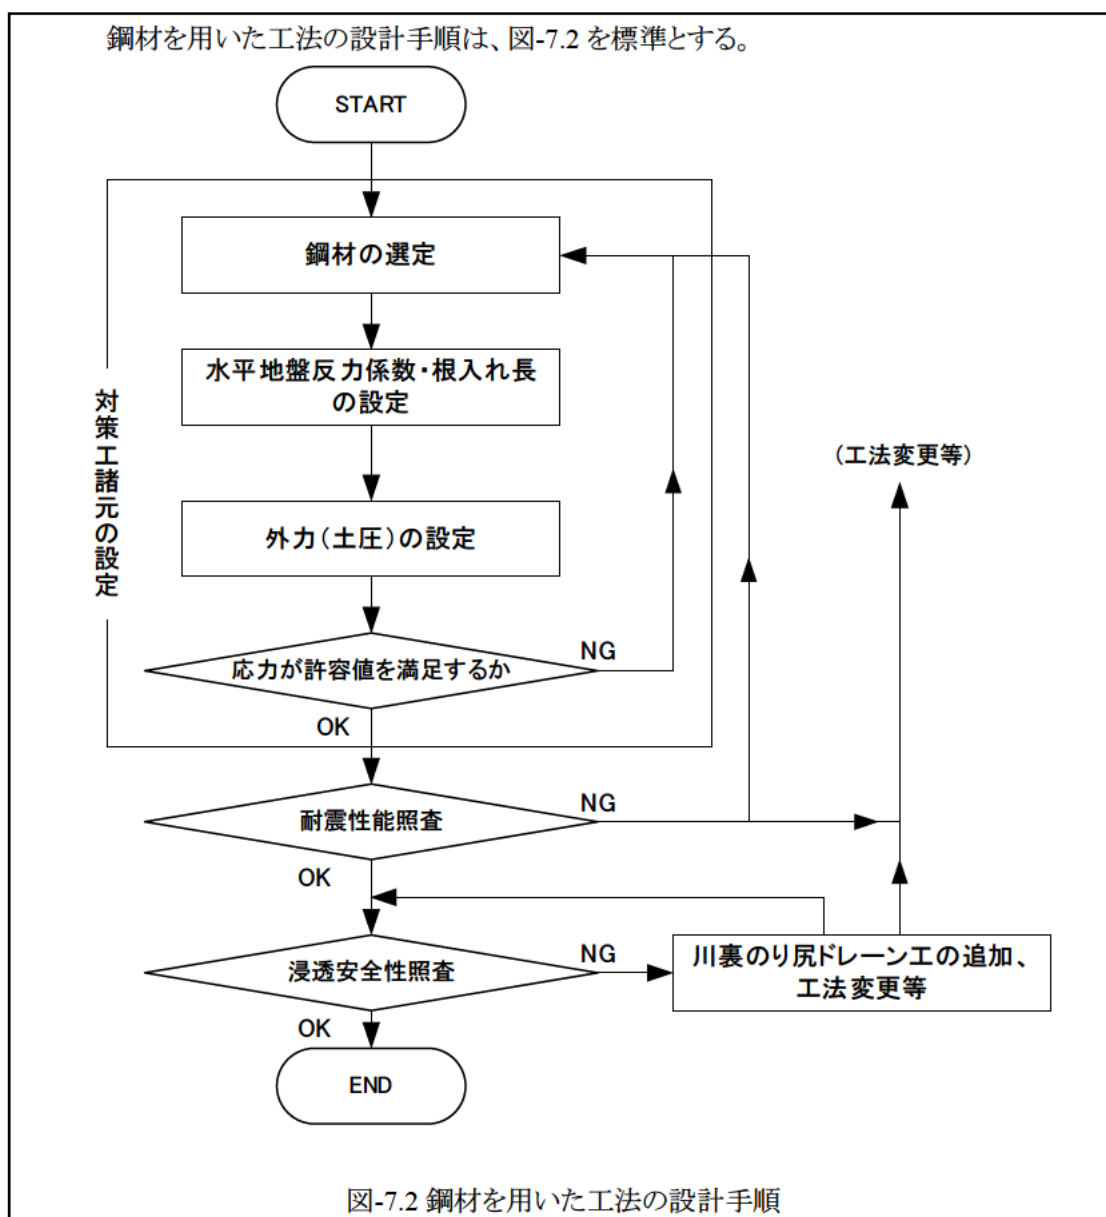 鋼材を用いた工法の設計手順は、図-7.2 を標準とする。
START
鋼材の選定
水平地盤反力係数・根入れ長
の設定
対策工諸元の設定
(工法変更等)
外力(土圧)の設定
応力が許容値を満足するか
NG
OK
耐震性能照査
NG
OK
浸透安全性照査
NG
川裏のり尻ドレーン工の追加、
工法変更等
OK
END
図-7.2 鋼材を用いた工法の設計手順